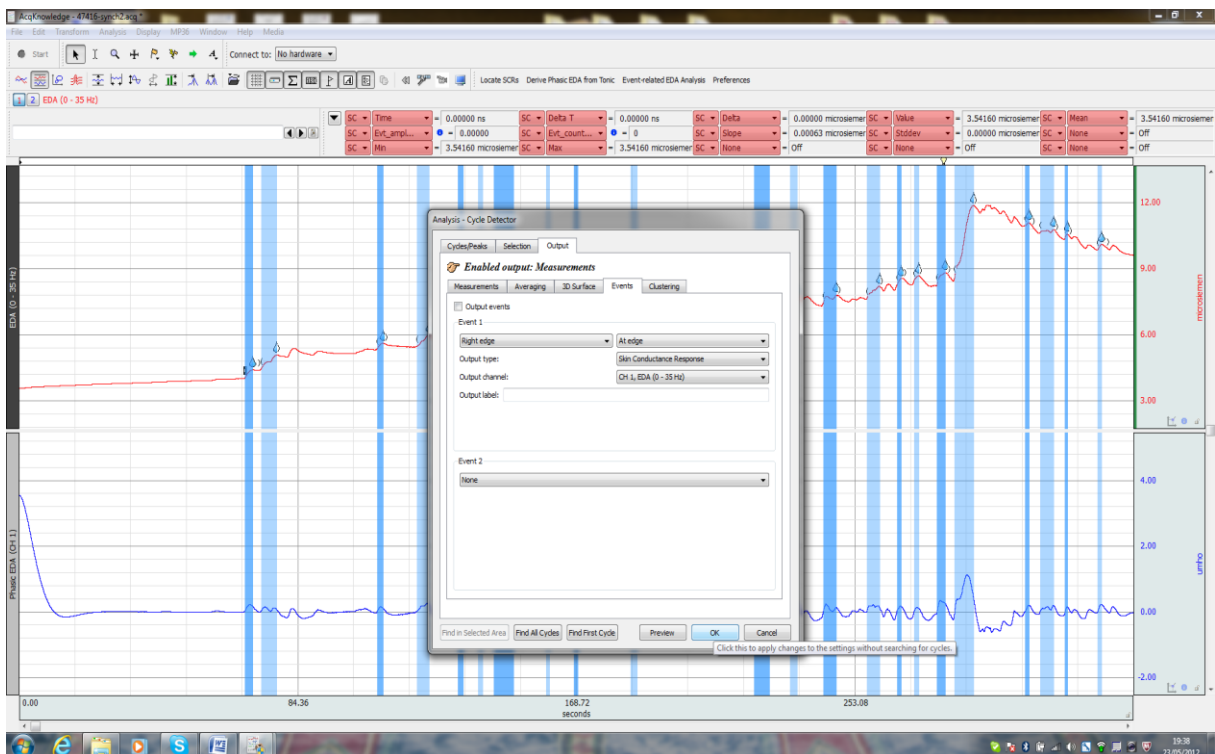 AcqKnowledge - 47416-synch2.acq *
File Edit Transform Analysis Display MP36 Window Help Media
Start Connect to: No hardware
Locate SCRs Derive Phasic EDA from Tonic Event-related EDA Analysis Preferences
1 2 EDA (0 - 35 Hz)
SC Time = 0.00000 ns SC Delta T = 0.00000 ns SC Delta = 0.00000 microsiemer SC Value = 3.54160 microsiemer SC Mean = 3.54160 microsiemer
SC Evt_ampl... = 0.00000 SC Evt_count... = 0 SC Slope = 0.00063 microsiemer SC Stddev = 0.00000 microsiemer SC None = Off
SC Min = 3.54160 microsiemer SC Max = 3.54160 microsiemer SC None = Off SC None = Off SC None = Off
EDA (0 - 35 Hz)
12.00
9.00
6.00
3.00
microsiemen
Analysis - Cycle Detector
Cycles/Peaks Selection Output
Enabled output: Measurements
Measurements Averaging 3D Surface Events Clustering
Output events
Event 1
Right edge At edge
Output type: Skin Conductance Response
Output channel: CH 1, EDA (0 - 35 Hz)
Output label:
Event 2
None
Find in Selected Area Find All Cycles Find First Cycle Preview OK Cancel
Click this to apply changes to the settings without searching for cycles.
Phasic EDA (CH 1)
4.00
2.00
0.00
-2.00
umho
0.00 84.36 168.72 253.08
seconds
19:38
23/05/2012